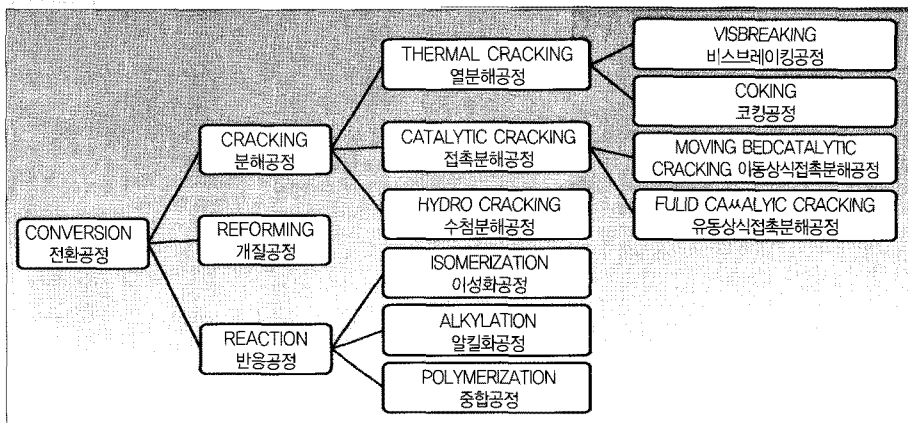 CONVERSION
전환공정
CRACKING
분해공정
REFORMING
개질공정
REACTION
반응공정
THERMAL CRACKING
열분해공정
CATALYTIC CRACKING
접촉분해공정
HYDRO CRACKING
수첨분해공정
ISOMERIZATION
이성화공정
ALKYLATION
알킬화공정
POLYMERIZATION
중합공정
VISBREAKING
비스브레이킹공정
COKING
코킹공정
MOVING BEDCATALYTIC
CRACKING 이동상식접촉분해공정
FULID CAμALYIC CRACKING
유동상식접촉분해공정